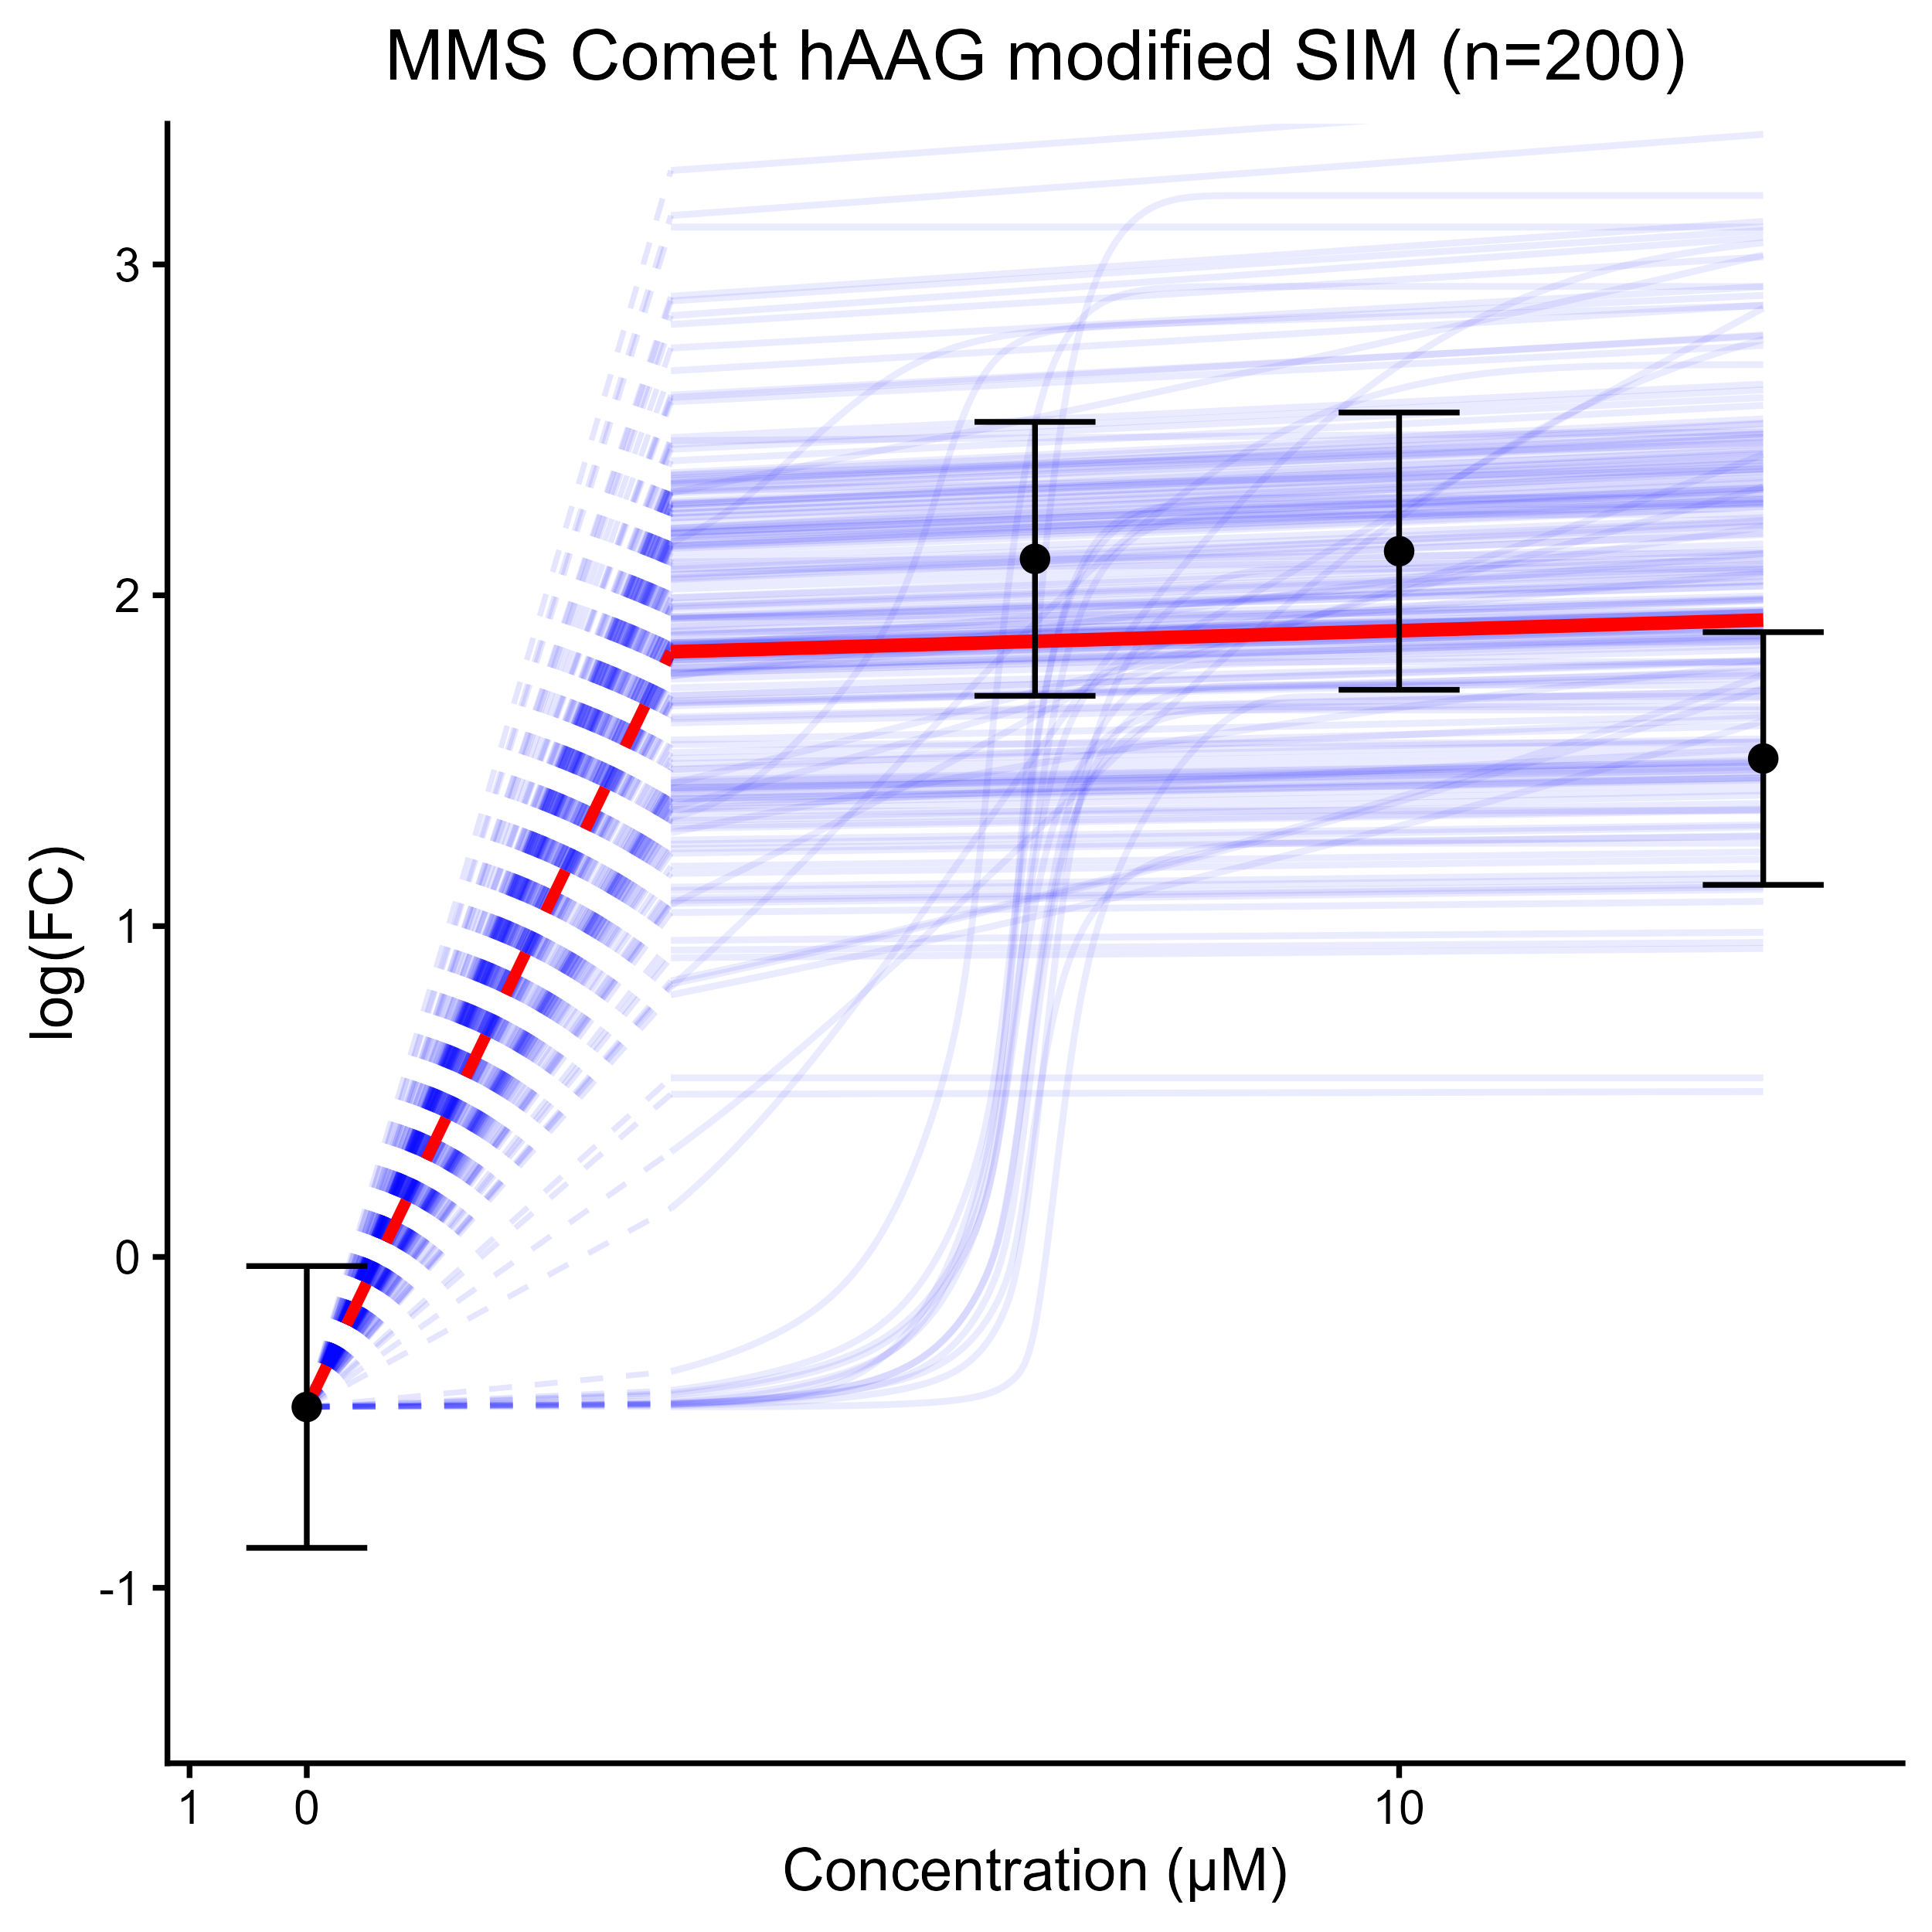 MMS Comet hAAG modified SIM (n=200)
3
2
1
0
-1
log(FC)
1 0 10
Concentration (µM)